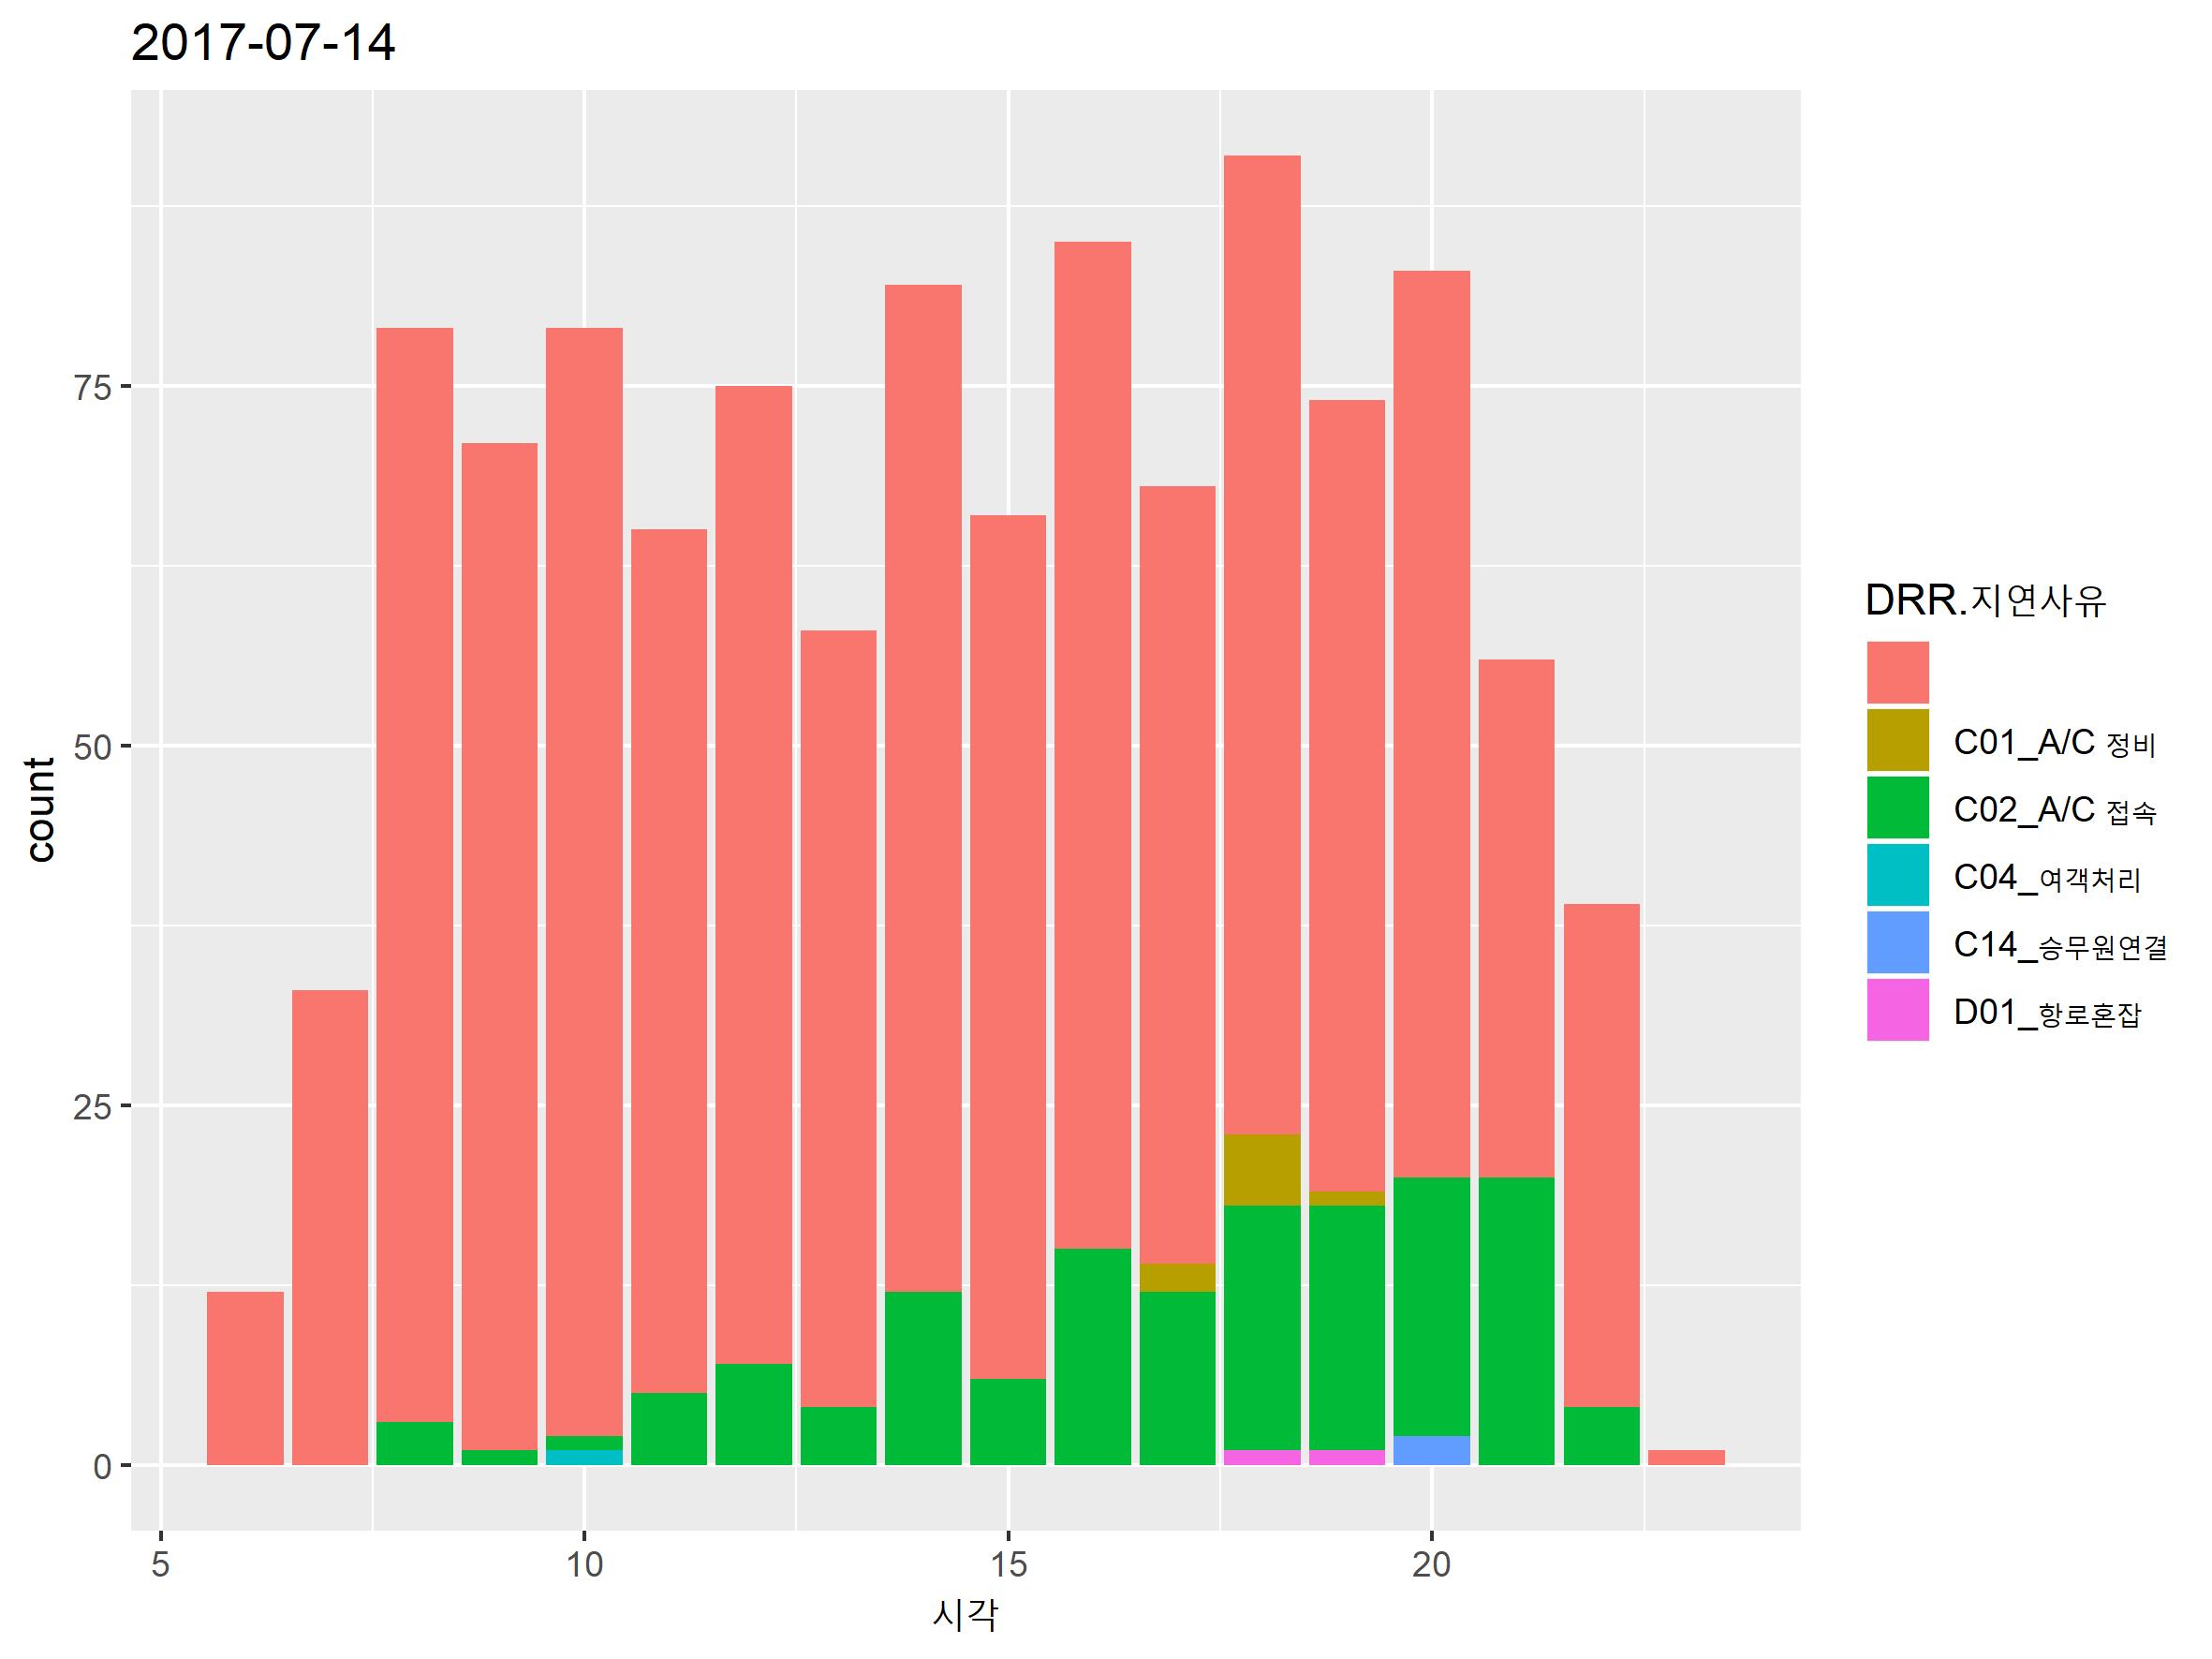 2017-07-14
count
75
50
25
0
5 10 15 20
시각
DRR.지연사유
C01_A/C 정비
C02_A/C 접속
C04_여객처리
C14_승무원연결
D01_항로혼잡